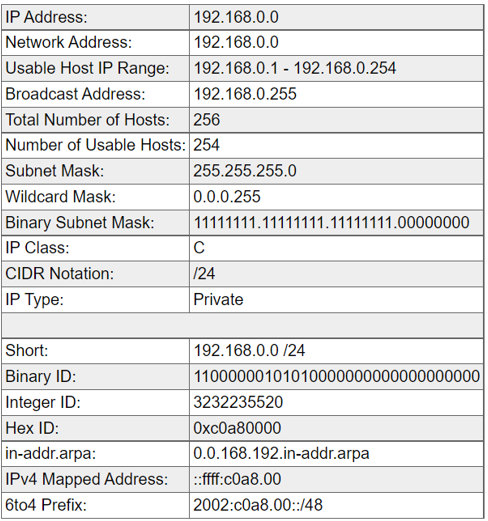 IP Address: 192.168.0.0
Network Address: 192.168.0.0
Usable Host IP Range: 192.168.0.1 - 192.168.0.254
Broadcast Address: 192.168.0.255
Total Number of Hosts: 256
Number of Usable Hosts: 254
Subnet Mask: 255.255.255.0
Wildcard Mask: 0.0.0.255
Binary Subnet Mask: 11111111.11111111.11111111.00000000
IP Class: C
CIDR Notation: /24
IP Type: Private
Short: 192.168.0.0 /24
Binary ID: 11000000101010000000000000000000
Integer ID: 3232235520
Hex ID: 0xc0a80000
in-addr.arpa: 0.0.168.192.in-addr.arpa
IPv4 Mapped Address: ::ffff:c0a8.00
6to4 Prefix: 2002:c0a8.00::/48